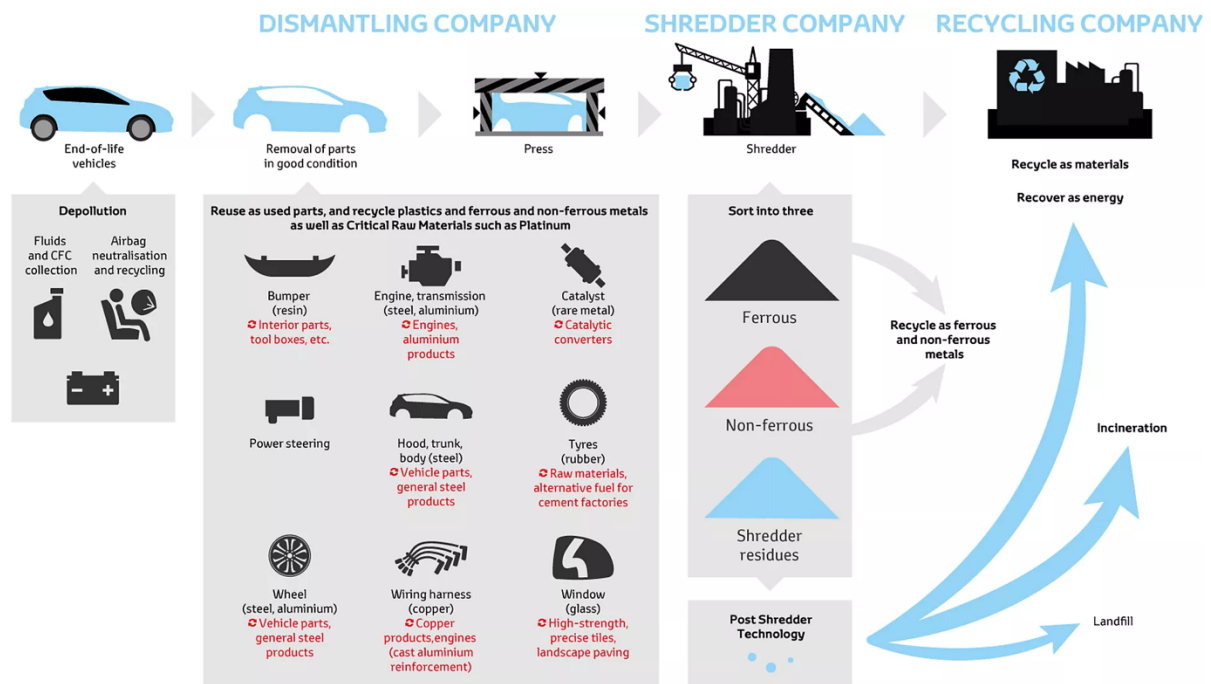 DISMANTLING COMPANY
SHREDDER COMPANY
RECYCLING COMPANY
End-of-life
vehicles
Removal of parts
in good condition
Press
Shredder
Recycle as materials
Recover as energy
Depollution
Fluids
and CFC
collection
Airbag
neutralisation
and recycling
Reuse as used parts, and recycle plastics and ferrous and non-ferrous metals
as well as Critical Raw Materials such as Platinum
Bumper
(resin)
Interior parts,
tool boxes, etc.
Engine, transmission
(steel, aluminium)
Engines,
aluminium
products
Catalyst
(rare metal)
Catalytic
converters
Power steering
Hood, trunk,
body (steel)
Vehicle parts,
general steel
products
Tyres
(rubber)
Raw materials,
alternative fuel for
cement factories
Wheel
(steel, aluminium)
Vehicle parts,
general steel
products
Wiring harness
(copper)
Copper
products,engines
(cast aluminium
reinforcement)
Window
(glass)
High-strength,
precise tiles,
landscape paving
Sort into three
Ferrous
Non-ferrous
Shredder
residues
Recycle as ferrous
and non-ferrous
metals
Post Shredder
Technology
Incineration
Landfill